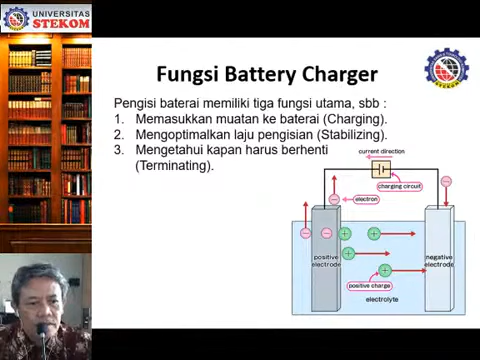 UNIVERSITAS
STEKOM
Fungsi Battery Charger
Pengisi baterai memiliki tiga fungsi utama, sbb :
1. Memasukkan muatan ke baterai (Charging).
2. Mengoptimalkan laju pengisian (Stabilizing).
3. Mengetahui kapan harus berhenti
(Terminating).
current direction
charging circuit
electron
positive
electrode
negative
electrode
positive charge
electrolyte